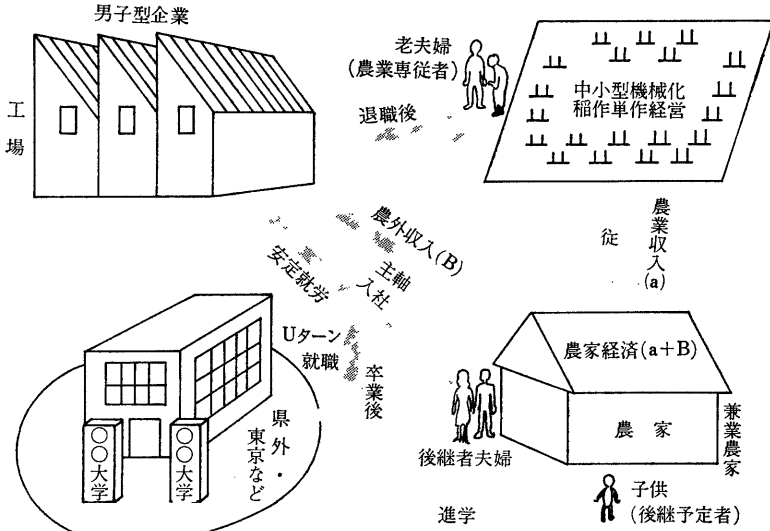 男子型企業
工場
老夫婦
(農業専従者)
中小型機械化
稲作単作経営
退職後
農外収入(B)
主軸
入社
安定就労
農業収入(a)
従
Uターン
就職
卒業後
県外・
東京など
○○大学
○○大学
農家経済(a+B)
農家
兼業農家
後継者夫婦
子供
(後継予定者)
進学